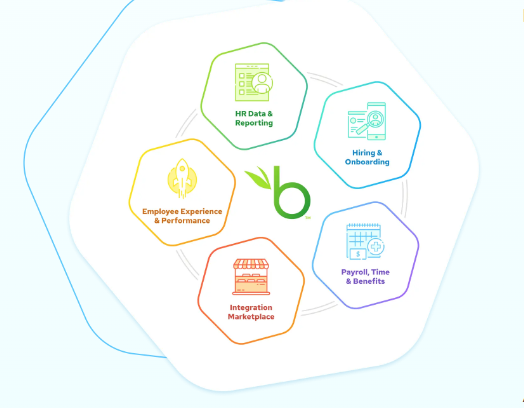 HR Data &
Reporting
Hiring &
Onboarding
Employee Experience
& Performance
b
Payroll, Time
& Benefits
Integration
Marketplace